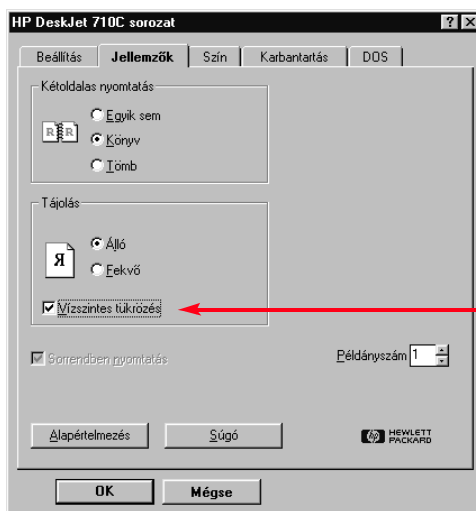 HP DeskJet 710C sorozat
Beállítás Jellemzők Szín Karbantartás DOS
Kétoldalas nyomtatás
R R
Egyik sem
Könyv
Tömb
Tájolás
Я
Álló
Fekvő
Vízszintes tükrözés
Sorrendben nyomtatás
Példányszám 1
Alapértelmezés Súgó
hp HEWLETT
PACKARD
OK Mégse